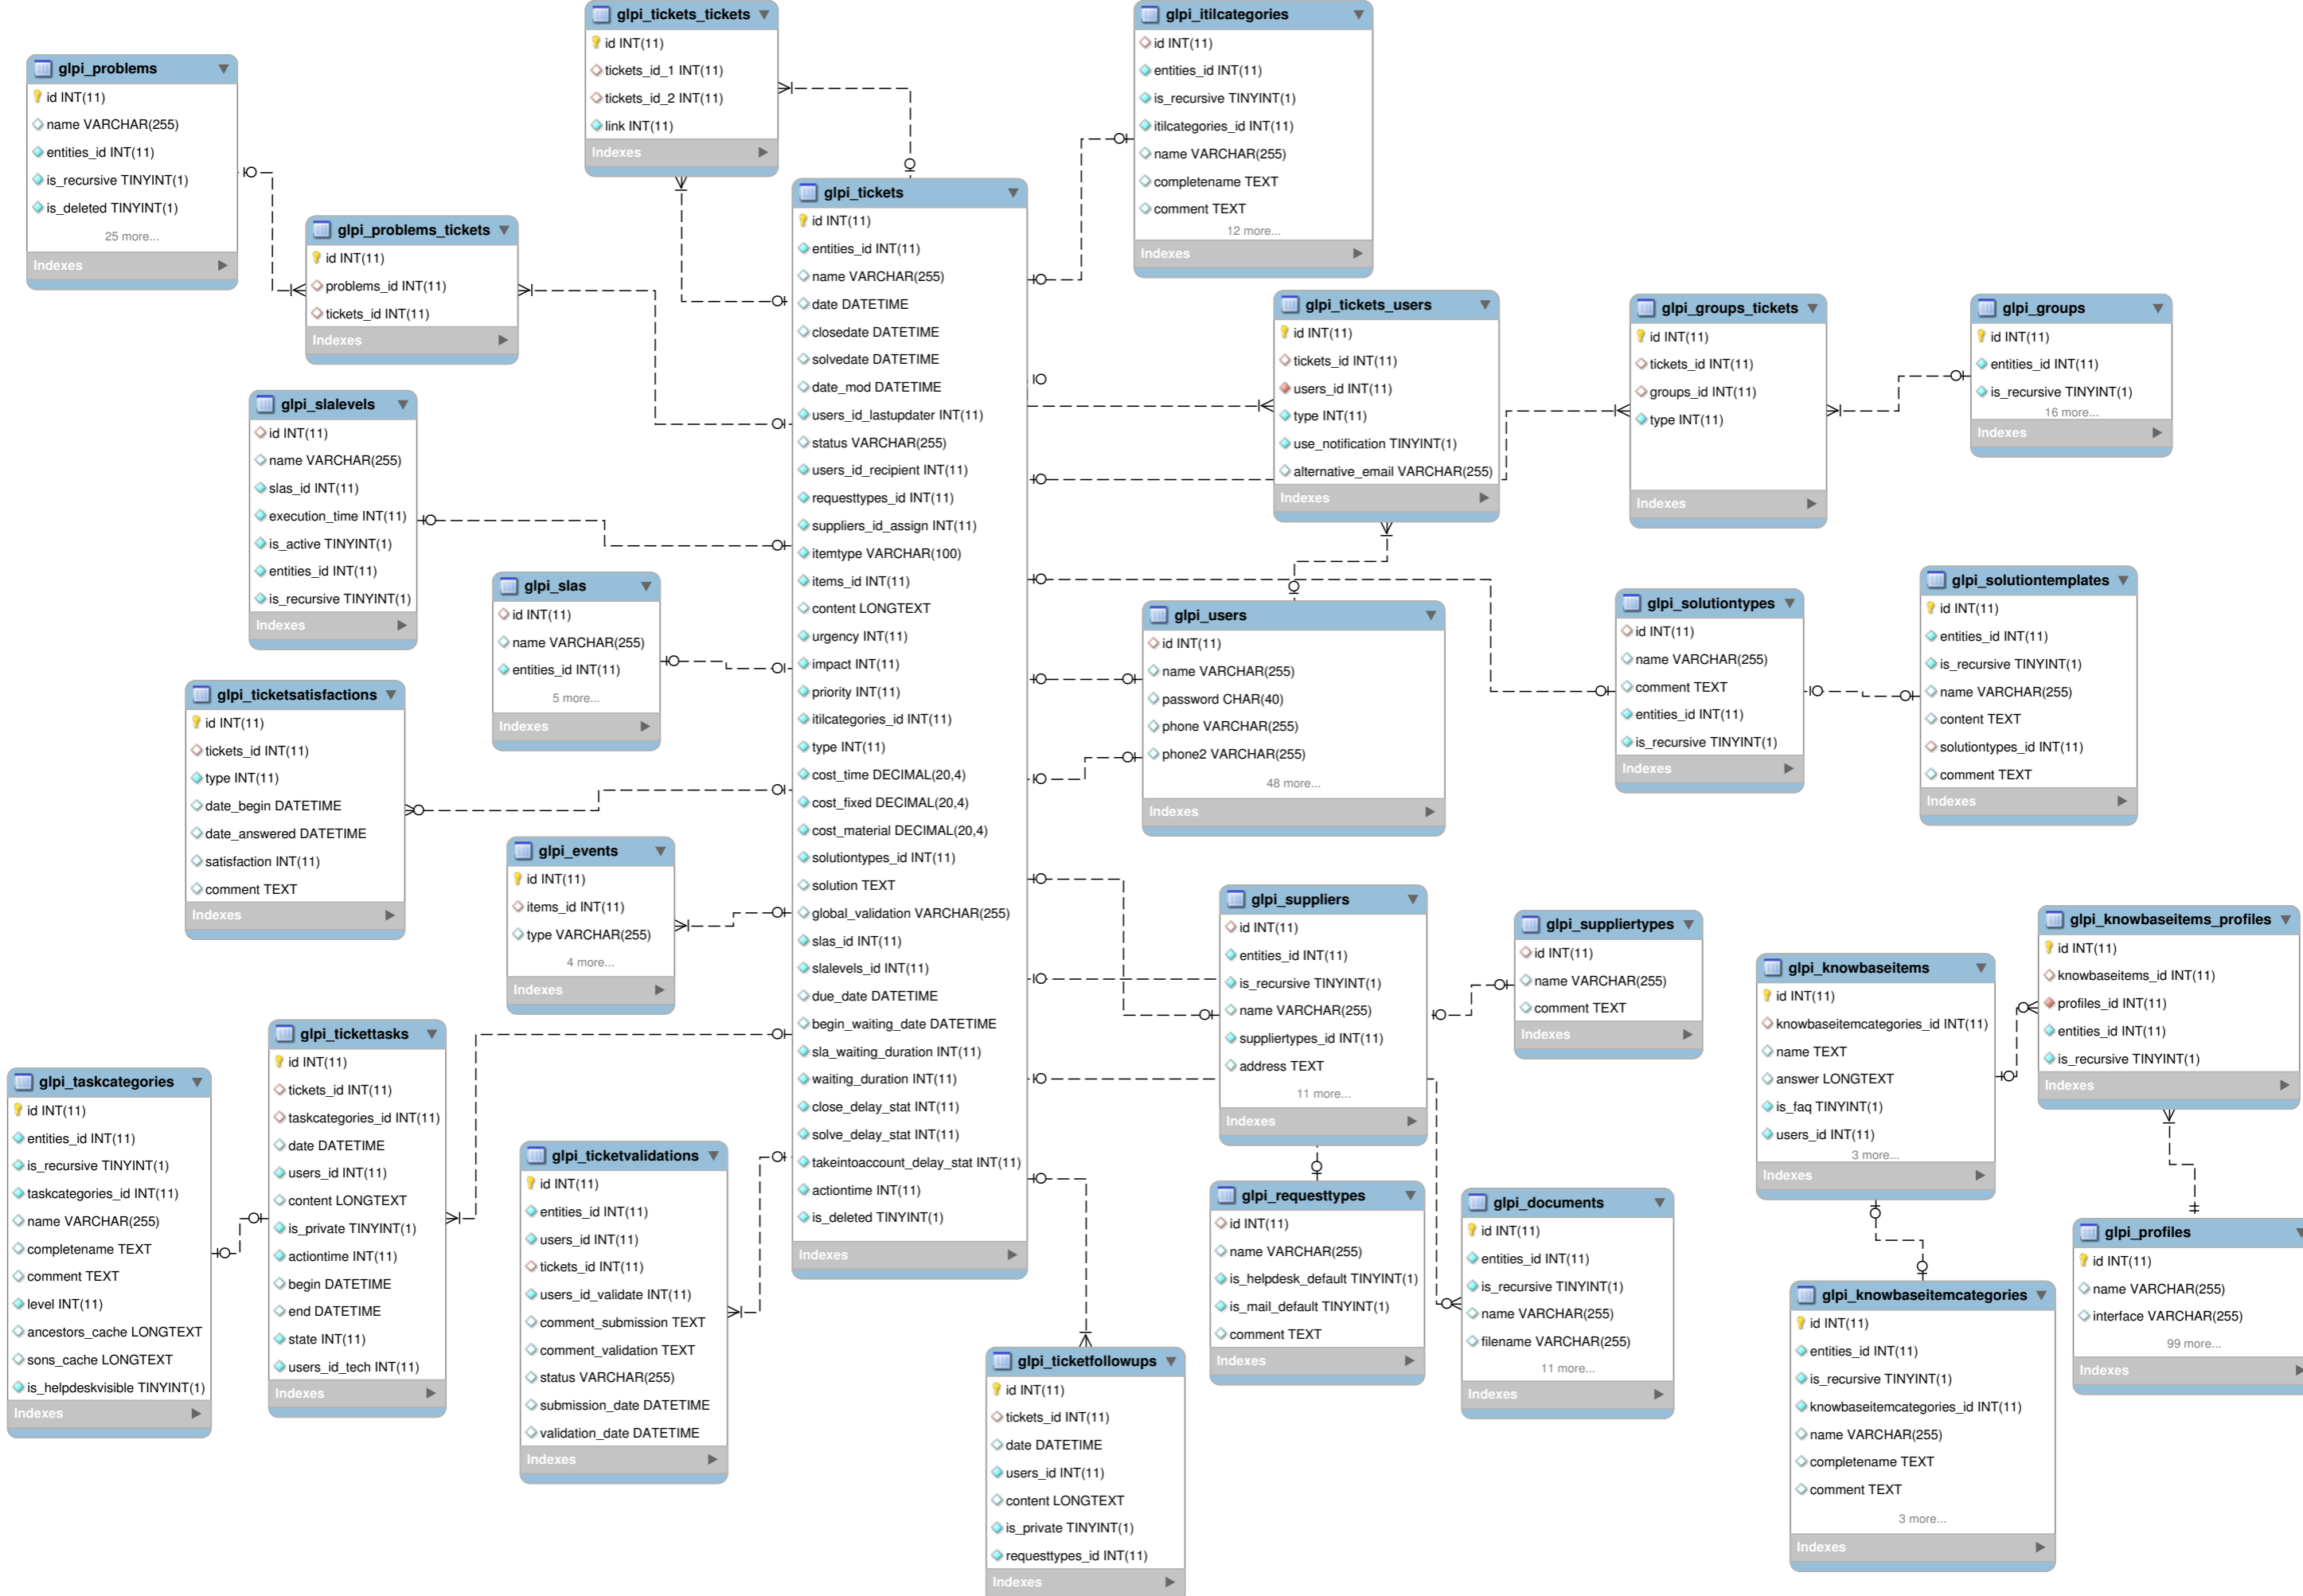 glpi_tickets_tickets
id INT(11)
tickets_id_1 INT(11)
tickets_id_2 INT(11)
link INT(11)
Indexes
glpi_itilcategories
id INT(11)
entities_id INT(11)
is_recursive TINYINT(1)
itilcategories_id INT(11)
name VARCHAR(255)
completename TEXT
comment TEXT
12 more...
Indexes
glpi_problems
id INT(11)
name VARCHAR(255)
entities_id INT(11)
is_recursive TINYINT(1)
is_deleted TINYINT(1)
25 more...
Indexes
glpi_problems_tickets
id INT(11)
problems_id INT(11)
tickets_id INT(11)
Indexes
glpi_tickets
id INT(11)
entities_id INT(11)
name VARCHAR(255)
date DATETIME
closedate DATETIME
solvedate DATETIME
date_mod DATETIME
users_id_lastupdater INT(11)
status VARCHAR(255)
users_id_recipient INT(11)
requesttypes_id INT(11)
suppliers_id_assign INT(11)
itemtype VARCHAR(100)
items_id INT(11)
content LONGTEXT
urgency INT(11)
impact INT(11)
priority INT(11)
itilcategories_id INT(11)
type INT(11)
cost_time DECIMAL(20,4)
cost_fixed DECIMAL(20,4)
cost_material DECIMAL(20,4)
solutiontypes_id INT(11)
solution TEXT
global_validation VARCHAR(255)
slas_id INT(11)
slalevels_id INT(11)
due_date DATETIME
begin_waiting_date DATETIME
sla_waiting_duration INT(11)
waiting_duration INT(11)
close_delay_stat INT(11)
solve_delay_stat INT(11)
takeintoaccount_delay_stat INT(11)
actiontime INT(11)
is_deleted TINYINT(1)
Indexes
glpi_tickets_users
id INT(11)
tickets_id INT(11)
users_id INT(11)
type INT(11)
use_notification TINYINT(1)
alternative_email VARCHAR(255)
Indexes
glpi_groups_tickets
id INT(11)
tickets_id INT(11)
groups_id INT(11)
type INT(11)
Indexes
glpi_groups
id INT(11)
entities_id INT(11)
is_recursive TINYINT(1)
16 more...
Indexes
glpi_slalevels
id INT(11)
name VARCHAR(255)
slas_id INT(11)
execution_time INT(11)
is_active TINYINT(1)
entities_id INT(11)
is_recursive TINYINT(1)
Indexes
glpi_slas
id INT(11)
name VARCHAR(255)
entities_id INT(11)
5 more...
Indexes
glpi_users
id INT(11)
name VARCHAR(255)
password CHAR(40)
phone VARCHAR(255)
phone2 VARCHAR(255)
48 more...
Indexes
glpi_solutiontypes
id INT(11)
name VARCHAR(255)
comment TEXT
entities_id INT(11)
is_recursive TINYINT(1)
Indexes
glpi_solutiontemplates
id INT(11)
entities_id INT(11)
is_recursive TINYINT(1)
name VARCHAR(255)
content TEXT
solutiontypes_id INT(11)
comment TEXT
Indexes
glpi_ticketsatisfactions
id INT(11)
tickets_id INT(11)
type INT(11)
date_begin DATETIME
date_answered DATETIME
satisfaction INT(11)
comment TEXT
Indexes
glpi_events
id INT(11)
items_id INT(11)
type VARCHAR(255)
4 more...
Indexes
glpi_suppliers
id INT(11)
entities_id INT(11)
is_recursive TINYINT(1)
name VARCHAR(255)
suppliertypes_id INT(11)
address TEXT
11 more...
Indexes
glpi_suppliertypes
id INT(11)
name VARCHAR(255)
comment TEXT
Indexes
glpi_knowbaseitems
id INT(11)
knowbaseitemcategories_id INT(11)
name TEXT
answer LONGTEXT
is_faq TINYINT(1)
users_id INT(11)
3 more...
Indexes
glpi_knowbaseitems_profiles
id INT(11)
knowbaseitems_id INT(11)
profiles_id INT(11)
entities_id INT(11)
is_recursive TINYINT(1)
Indexes
glpi_taskcategories
id INT(11)
entities_id INT(11)
is_recursive TINYINT(1)
taskcategories_id INT(11)
name VARCHAR(255)
completename TEXT
comment TEXT
level INT(11)
ancestors_cache LONGTEXT
sons_cache LONGTEXT
is_helpdeskvisible TINYINT(1)
Indexes
glpi_tickettasks
id INT(11)
tickets_id INT(11)
taskcategories_id INT(11)
date DATETIME
users_id INT(11)
content LONGTEXT
is_private TINYINT(1)
actiontime INT(11)
begin DATETIME
end DATETIME
state INT(11)
users_id_tech INT(11)
Indexes
glpi_ticketvalidations
id INT(11)
entities_id INT(11)
users_id INT(11)
tickets_id INT(11)
users_id_validate INT(11)
comment_submission TEXT
comment_validation TEXT
status VARCHAR(255)
submission_date DATETIME
validation_date DATETIME
Indexes
glpi_requesttypes
id INT(11)
name VARCHAR(255)
is_helpdesk_default TINYINT(1)
is_mail_default TINYINT(1)
comment TEXT
Indexes
glpi_documents
id INT(11)
entities_id INT(11)
is_recursive TINYINT(1)
name VARCHAR(255)
filename VARCHAR(255)
11 more...
Indexes
glpi_profiles
id INT(11)
name VARCHAR(255)
interface VARCHAR(255)
99 more...
Indexes
glpi_knowbaseitemcategories
id INT(11)
entities_id INT(11)
is_recursive TINYINT(1)
knowbaseitemcategories_id INT(11)
name VARCHAR(255)
completename TEXT
comment TEXT
3 more...
Indexes
glpi_ticketfollowups
id INT(11)
tickets_id INT(11)
date DATETIME
users_id INT(11)
content LONGTEXT
is_private TINYINT(1)
requesttypes_id INT(11)
Indexes